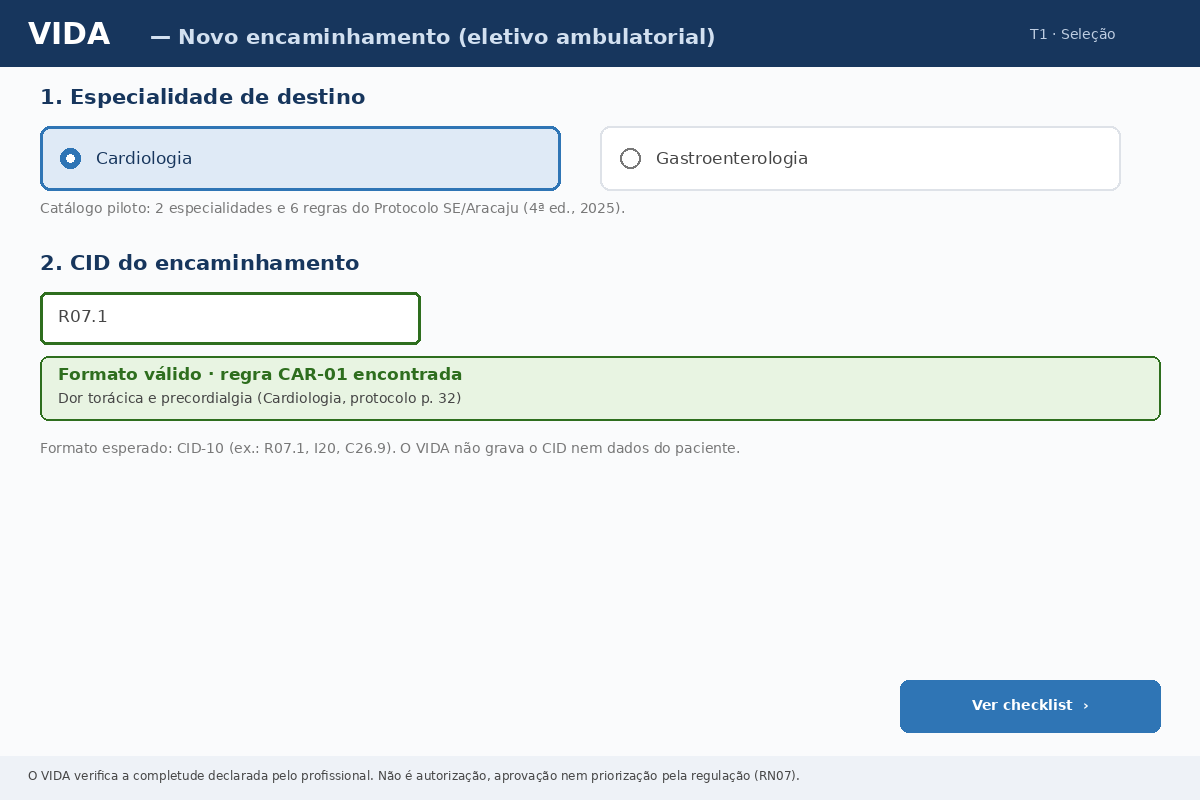 VIDA — Novo encaminhamento (eletivo ambulatorial) T1 · Seleção
1. Especialidade de destino
Cardiologia Gastroenterologia
Catálogo piloto: 2 especialidades e 6 regras do Protocolo SE/Aracaju (4ª ed., 2025).
2. CID do encaminhamento
R07.1
Formato válido · regra CAR-01 encontrada
Dor torácica e precordialgia (Cardiologia, protocolo p. 32)
Formato esperado: CID-10 (ex.: R07.1, I20, C26.9). O VIDA não grava o CID nem dados do paciente.
Ver checklist ›
O VIDA verifica a completude declarada pelo profissional. Não é autorização, aprovação nem priorização pela regulação (RN07).